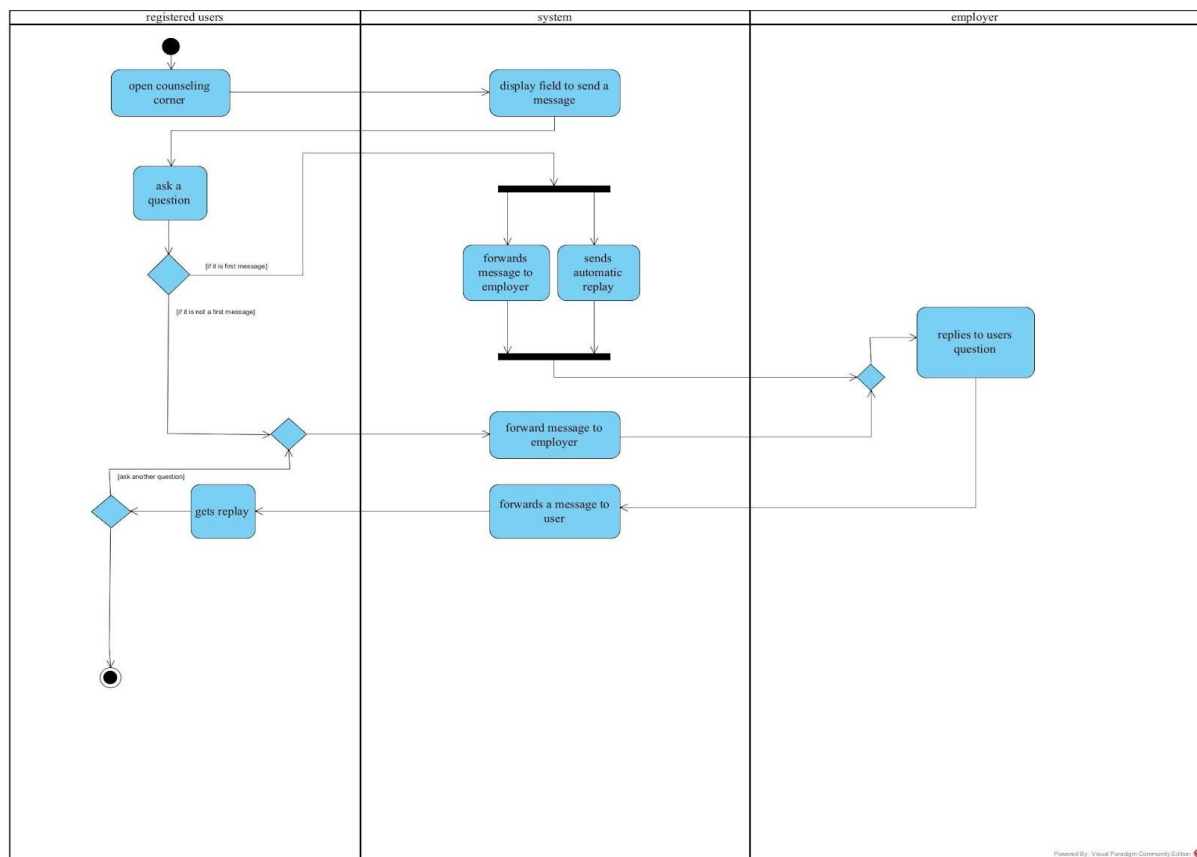 registered users
system
employer
open counseling
corner
display field to send a
message
ask a
question
[if it is first message]
forwards
message to
employer
sends
automatic
replay
[if it is not a first message]
replies to users
question
forward message to
employer
[ask another question]
gets replay
forwards a message to
user
Powered By: Visual Paradigm Community Edition